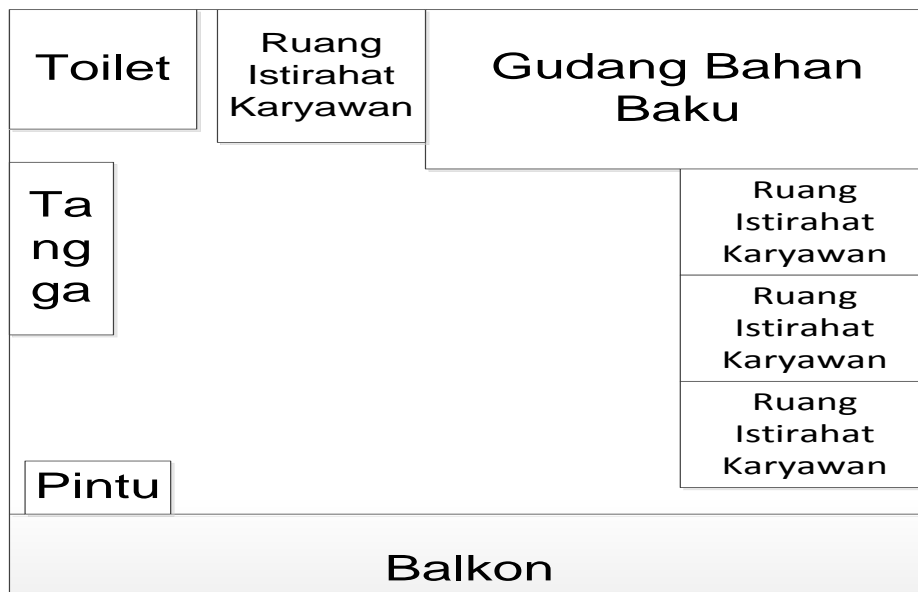 Toilet
Ruang
Istirahat
Karyawan
Gudang Bahan
Baku
Ta
ng
ga
Ruang
Istirahat
Karyawan
Ruang
Istirahat
Karyawan
Ruang
Istirahat
Karyawan
Pintu
Balkon